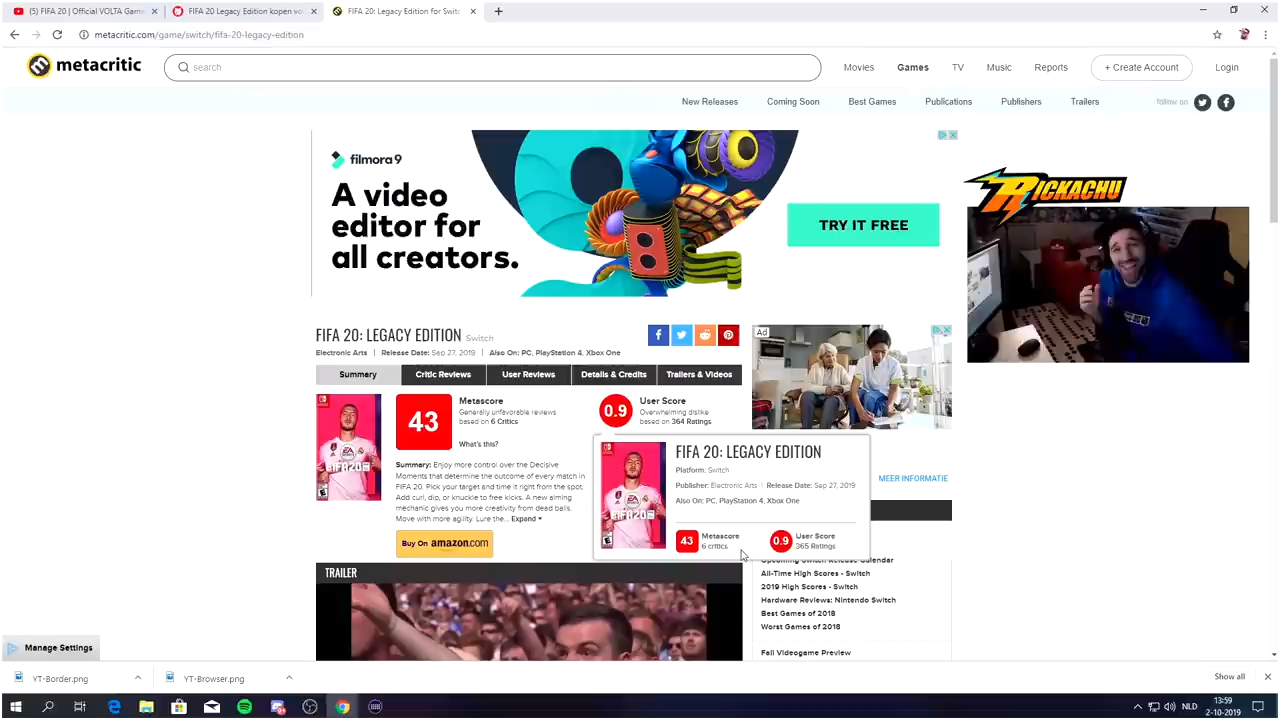 (5) FIFA 20 | Official VOLTA Game
FIFA 20 Legacy Edition kopen vo
FIFA 20: Legacy Edition for Switc
metacritic.com/game/switch/fifa-20-legacy-edition
metacritic
search
Movies Games TV Music Reports + Create Account Login
New Releases Coming Soon Best Games Publications Publishers Trailers follow on
filmora 9
A video
editor for
all creators.
TRY IT FREE
RICKACHU
FIFA 20: LEGACY EDITION Switch
Electronic Arts | Release Date: Sep 27, 2019 | Also On: PC, PlayStation 4, Xbox One
Summary Critic Reviews User Reviews Details & Credits Trailers & Videos
Ad
43
Metascore
Generally unfavorable reviews
based on 6 Critics
What's this?
0.9
User Score
Overwhelming dislike
based on 364 Ratings
FIFA 20
Summary: Enjoy more control over the Decisive
Moments that determine the outcome of every match in
FIFA 20. Pick your target and time it right from the spot.
Add curl, dip, or knuckle to free kicks. A new aiming
mechanic gives you more creativity from dead balls.
Move with more agility. Lure the... Expand
Buy On amazon.com
FIFA 20
FIFA 20: LEGACY EDITION
Platform: Switch
Publisher: Electronic Arts | Release Date: Sep 27, 2019
Also On: PC, PlayStation 4, Xbox One
43
Metascore
6 critics
0.9
User Score
365 Ratings
MEER INFORMATIE
Upcoming Switch Release Calendar
All-Time High Scores - Switch
2019 High Scores - Switch
Hardware Reviews: Nintendo Switch
Best Games of 2018
Worst Games of 2018
Fall Videogame Preview
TRAILER
Manage Settings
YT-Border.png
YT-Browser.png
Show all
NLD
13:59
2-10-2019